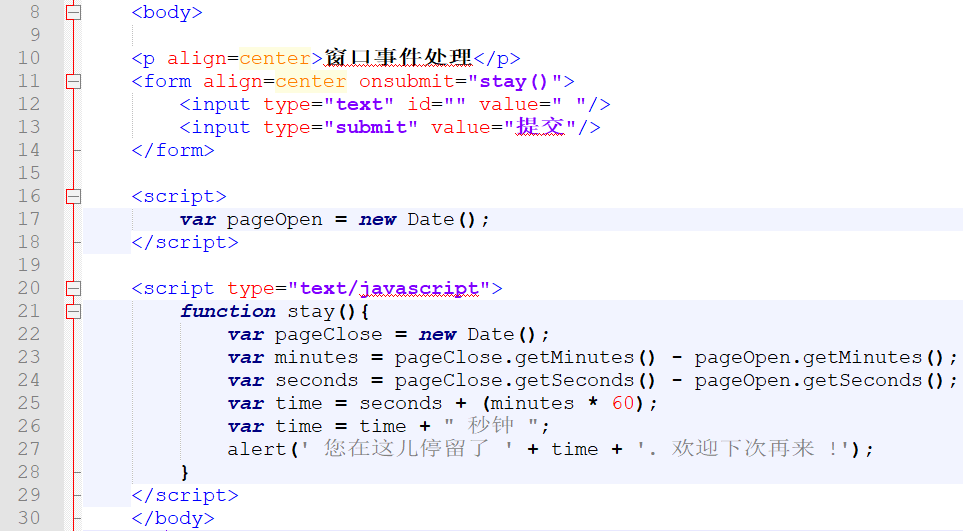 8 <body>
9
10 <p align=center>窗口事件处理</p>
11 <form align=center onsubmit="stay()">
12 <input type="text" id="" value=" "/>
13 <input type="submit" value="提交"/>
14 </form>
15
16 <script>
17 var pageOpen = new Date();
18 </script>
19
20 <script type="text/javascript">
21 function stay(){
22 var pageClose = new Date();
23 var minutes = pageClose.getMinutes() - pageOpen.getMinutes();
24 var seconds = pageClose.getSeconds() - pageOpen.getSeconds();
25 var time = seconds + (minutes * 60);
26 var time = time + " 秒钟 ";
27 alert(' 您在这儿停留了 ' + time + '. 欢迎下次再来 !');
28 }
29 </script>
30 </body>